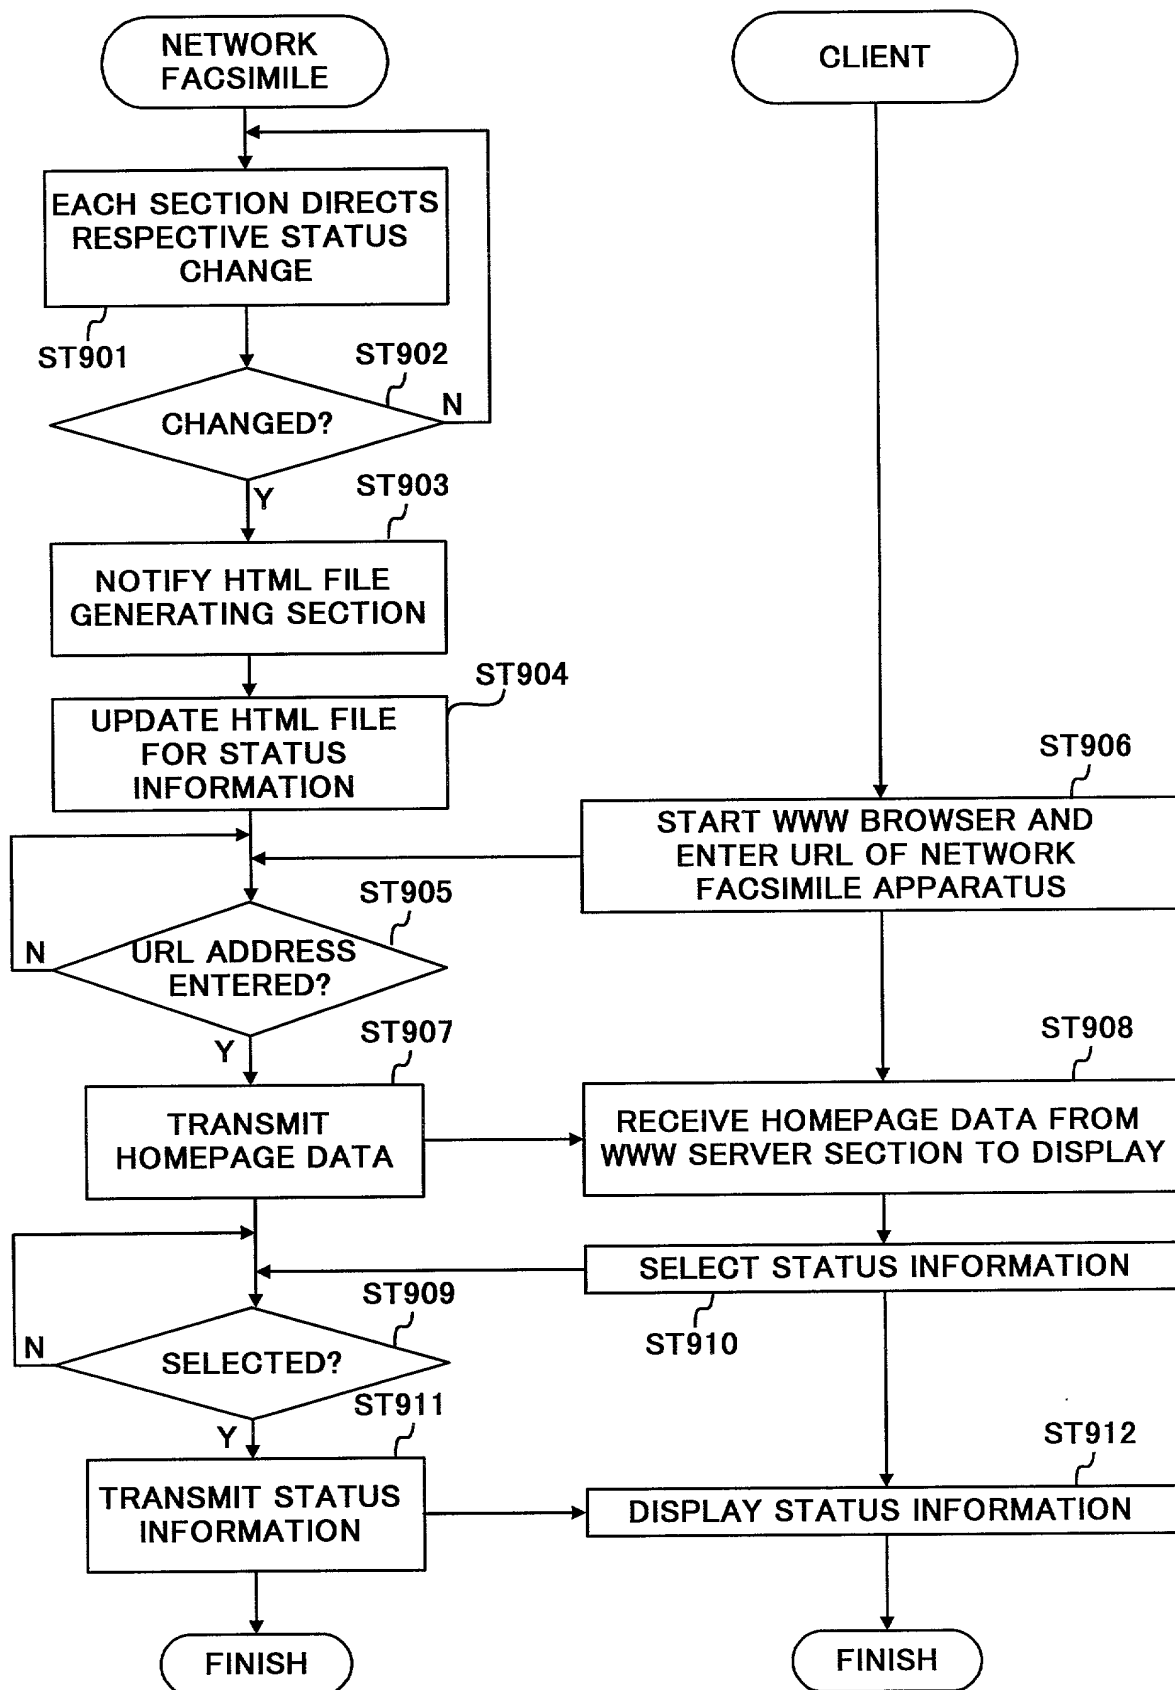 NETWORK
FACSIMILE
CLIENT
EACH SECTION DIRECTS
RESPECTIVE STATUS
CHANGE
ST901
ST902
CHANGED?
N
Y
ST903
NOTIFY HTML FILE
GENERATING SECTION
ST904
UPDATE HTML FILE
FOR STATUS
INFORMATION
ST906
START WWW BROWSER AND
ENTER URL OF NETWORK
FACSIMILE APPARATUS
ST905
N
URL ADDRESS
ENTERED?
Y
ST907
TRANSMIT
HOMEPAGE DATA
ST908
RECEIVE HOMEPAGE DATA FROM
WWW SERVER SECTION TO DISPLAY
SELECT STATUS INFORMATION
ST910
ST909
N
SELECTED?
Y
ST911
TRANSMIT STATUS
INFORMATION
ST912
DISPLAY STATUS INFORMATION
FINISH
FINISH